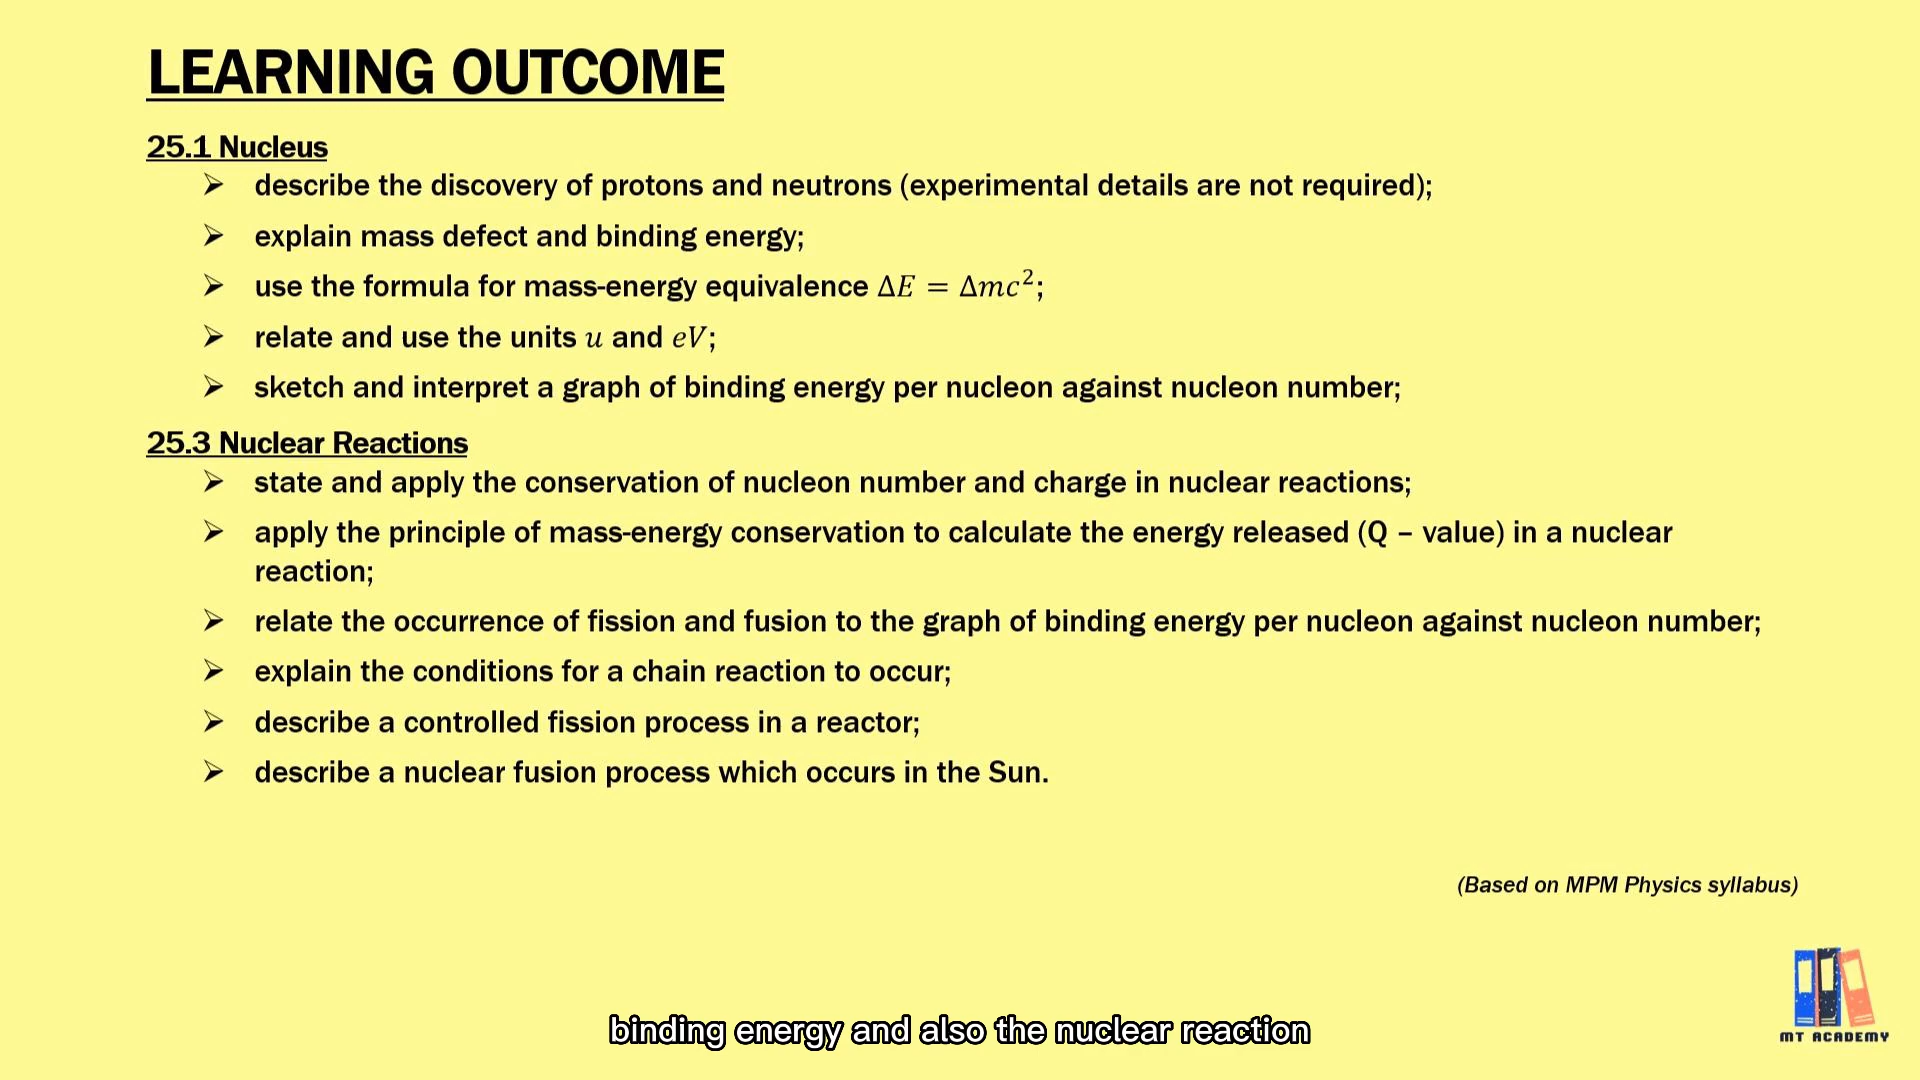 LEARNING OUTCOME
25.1 Nucleus
➢ describe the discovery of protons and neutrons (experimental details are not required);
➢ explain mass defect and binding energy;
➢ use the formula for mass-energy equivalence Δ𝐸 = Δ𝑚𝑐²;
➢ relate and use the units 𝑢 and 𝑒𝑉;
➢ sketch and interpret a graph of binding energy per nucleon against nucleon number;
25.3 Nuclear Reactions
➢ state and apply the conservation of nucleon number and charge in nuclear reactions;
➢ apply the principle of mass-energy conservation to calculate the energy released (Q – value) in a nuclear
reaction;
➢ relate the occurrence of fission and fusion to the graph of binding energy per nucleon against nucleon number;
➢ explain the conditions for a chain reaction to occur;
➢ describe a controlled fission process in a reactor;
➢ describe a nuclear fusion process which occurs in the Sun.
(Based on MPM Physics syllabus)
MT ACADEMY
binding energy and also the nuclear reaction